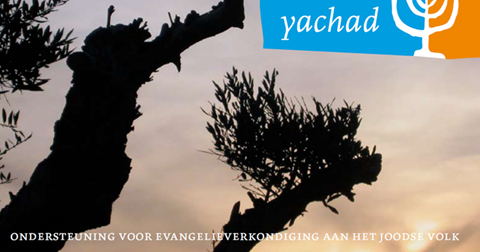 yachad
ONDERSTEUNING VOOR EVANGELIEVERKONDIGING AAN HET JOODSE VOLK